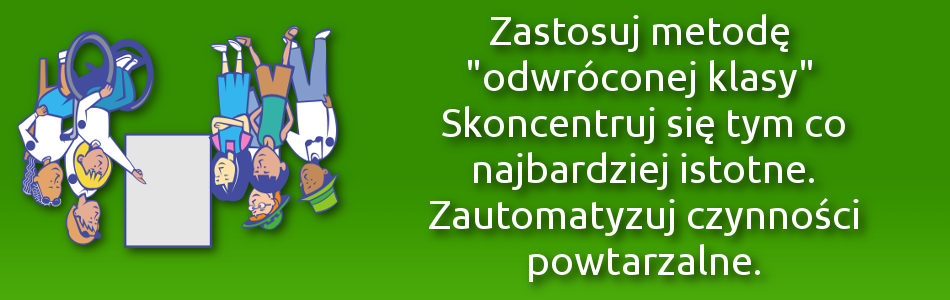 Zastosuj metodę
"odwróconej klasy"
Skoncentruj się tym co
najbardziej istotne.
Zautomatyzuj czynności
powtarzalne.